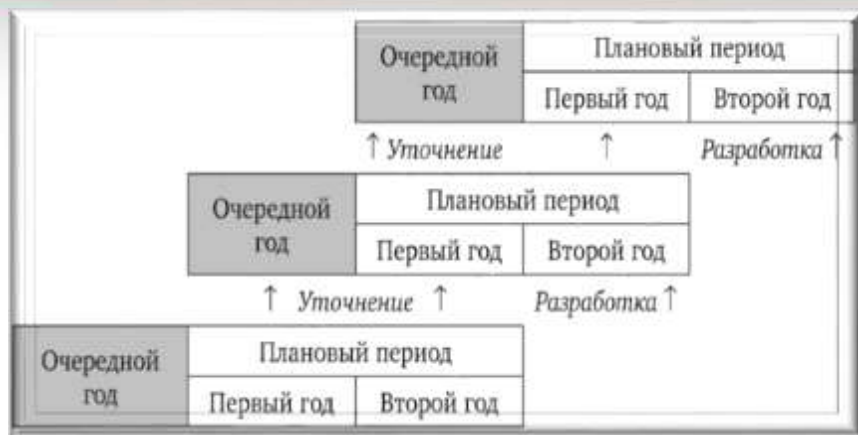 Очередной год
Плановый период
Первый год
Второй год
↑ Уточнение ↑ Разработка ↑
Очередной год
Плановый период
Первый год
Второй год
↑ Уточнение ↑ Разработка ↑
Очередной год
Плановый период
Первый год
Второй год